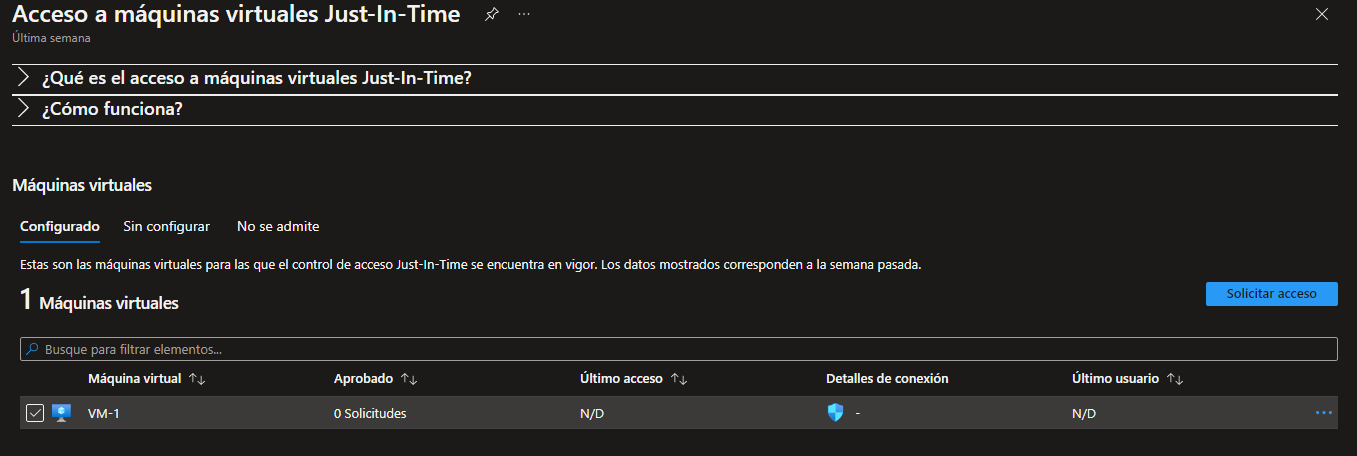 Acceso a máquinas virtuales Just-In-Time
Última semana
¿Qué es el acceso a máquinas virtuales Just-In-Time?
¿Cómo funciona?
Máquinas virtuales
Configurado Sin configurar No se admite
Estas son las máquinas virtuales para las que el control de acceso Just-In-Time se encuentra en vigor. Los datos mostrados corresponden a la semana pasada.
1 Máquinas virtuales Solicitar acceso
Busque para filtrar elementos...
Máquina virtual Aprobado Último acceso Detalles de conexión Último usuario
VM-1 0 Solicitudes N/D - N/D